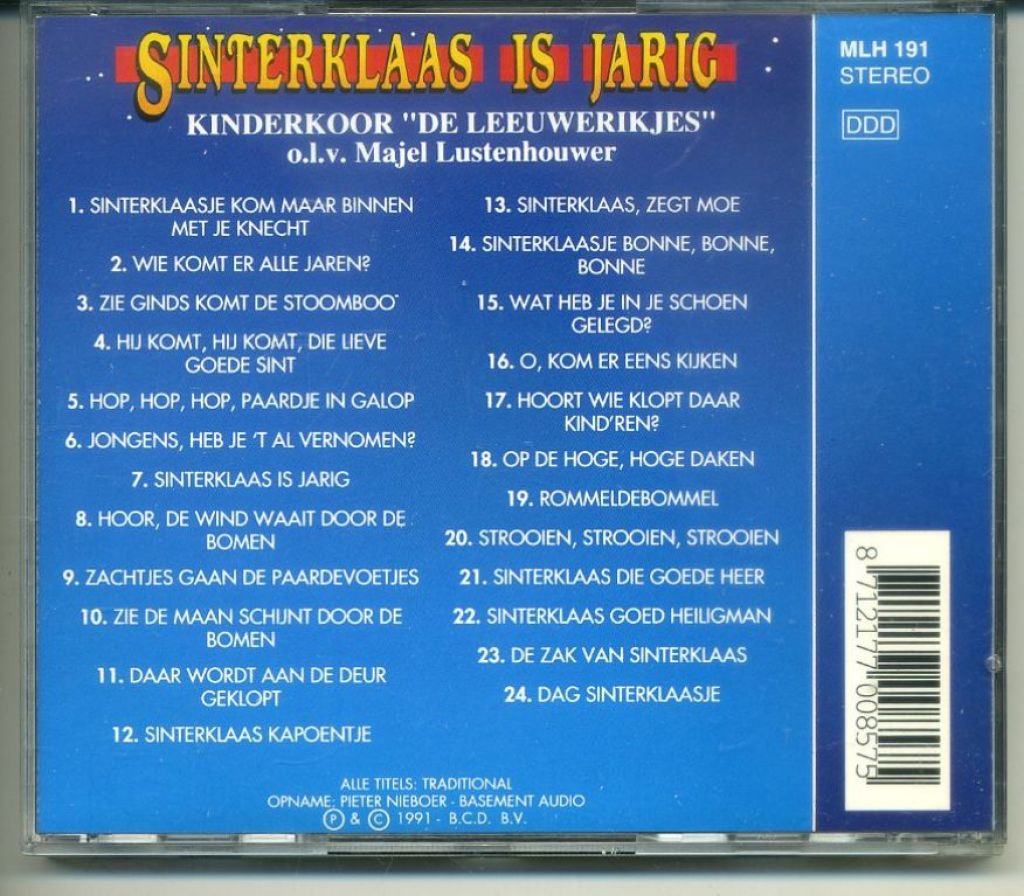 SINTERKLAAS IS JARIG
KINDERKOOR "DE LEEUWERIKJES"
o.l.v. Majel Lustenhouwer
1. SINTERKLAASJE KOM MAAR BINNEN
MET JE KNECHT
2. WIE KOMT ER ALLE JAREN?
3. ZIE GINDS KOMT DE STOOMBOO
4. HIJ KOMT, HIJ KOMT, DIE LIEVE
GOEDE SINT
5. HOP, HOP, HOP, PAARDJE IN GALOP
6. JONGENS, HEB JE 'T AL VERNOMEN?
7. SINTERKLAAS IS JARIG
8. HOOR, DE WIND WAAIT DOOR DE
BOMEN
9. ZACHTJES GAAN DE PAARDEVOETJES
10. ZIE DE MAAN SCHIJNT DOOR DE
BOMEN
11. DAAR WORDT AAN DE DEUR
GEKLOPT
12. SINTERKLAAS KAPOENTJE
13. SINTERKLAAS, ZEGT MOE
14. SINTERKLAASJE BONNE, BONNE,
BONNE
15. WAT HEB JE IN JE SCHOEN
GELEGD?
16. O, KOM ER EENS KIJKEN
17. HOORT WIE KLOPT DAAR
KIND'REN?
18. OP DE HOGE, HOGE DAKEN
19. ROMMELDEBOMMEL
20. STROOIEN, STROOIEN, STROOIEN
21. SINTERKLAAS DIE GOEDE HEER
22. SINTERKLAAS GOED HEILIGMAN
23. DE ZAK VAN SINTERKLAAS
24. DAG SINTERKLAASJE
ALLE TITELS: TRADITIONAL
OPNAME: PIETER NIEBOER - BASEMENT AUDIO
Ⓟ & © 1991 - B.C.D. B.V.
MLH 191
STEREO
DDD
8 712177 008575